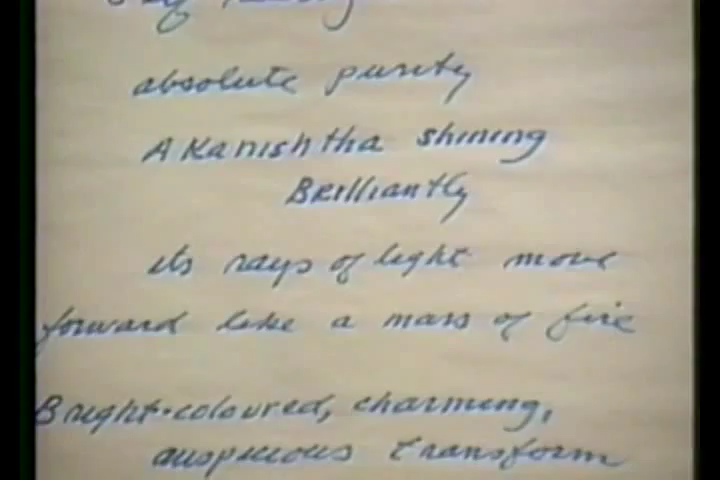 absolute purity
Akanishtha shining
Brilliantly
its rays of light move
forward like a mass of fire
Bright-coloured, charming,
auspicious transform